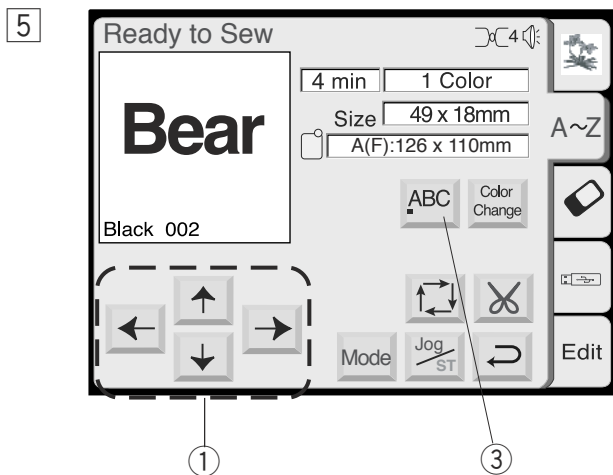 5
Ready to Sew
4
4 min 1 Color
Size 49 x 18mm
A(F):126 x 110mm
Bear
Black 002
ABC Color Change
A~Z
Mode Jog ST
Edit
1 3